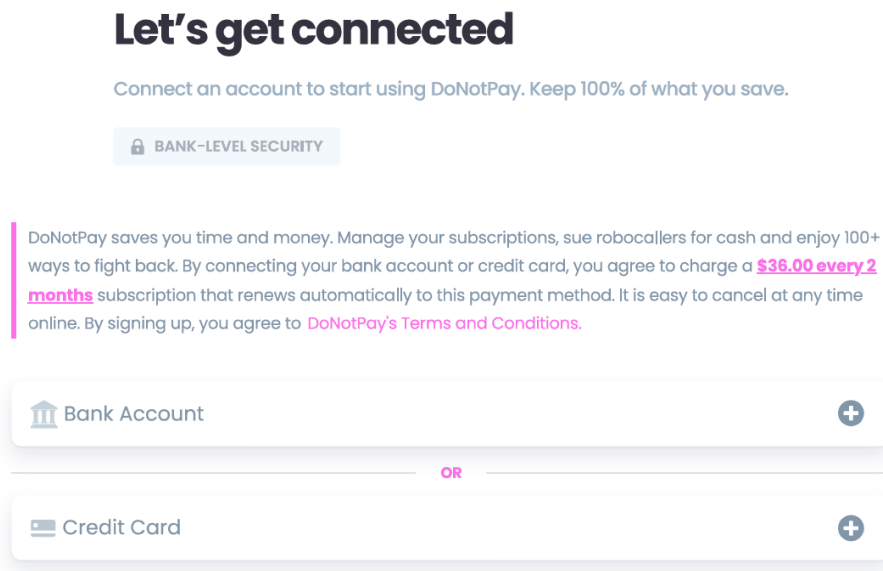 Let's get connected
Connect an account to start using DoNotPay. Keep 100% of what you save.
BANK-LEVEL SECURITY
DoNotPay saves you time and money. Manage your subscriptions, sue robocallers for cash and enjoy 100+
ways to fight back. By connecting your bank account or credit card, you agree to charge a $36.00 every 2
months subscription that renews automatically to this payment method. It is easy to cancel at any time
online. By signing up, you agree to DoNotPay's Terms and Conditions.
Bank Account
OR
Credit Card